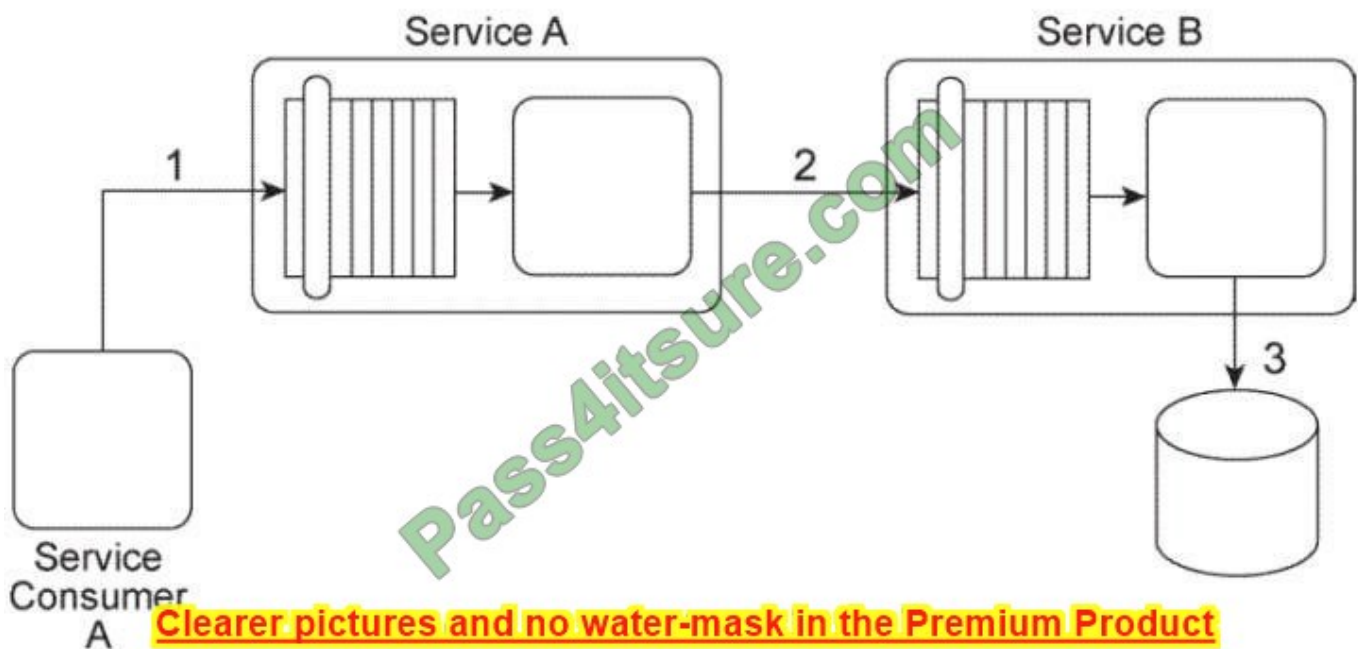 Service A
Service B
1
2
3
Pass4itsure.com
Service
Consumer
A
Clearer pictures and no water-mask in the Premium Product